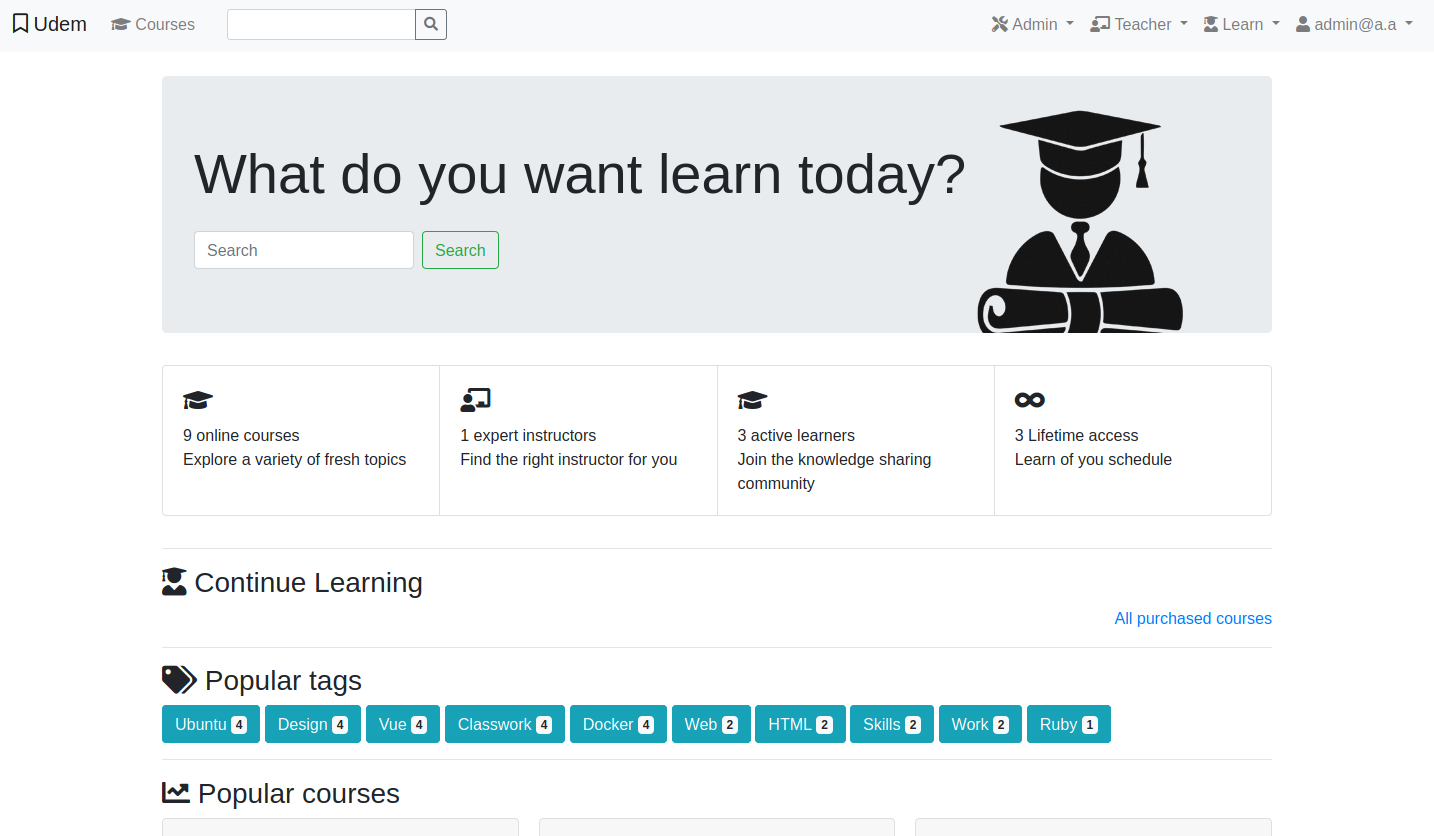 Udem Courses Admin Teacher Learn admin@a.a
What do you want learn today?
Search Search
9 online courses
Explore a variety of fresh topics
1 expert instructors
Find the right instructor for you
3 active learners
Join the knowledge sharing
community
3 Lifetime access
Learn of you schedule
Continue Learning
All purchased courses
Popular tags
Ubuntu 4 Design 4 Vue 4 Classwork 4 Docker 4 Web 2 HTML 2 Skills 2 Work 2 Ruby 1
Popular courses